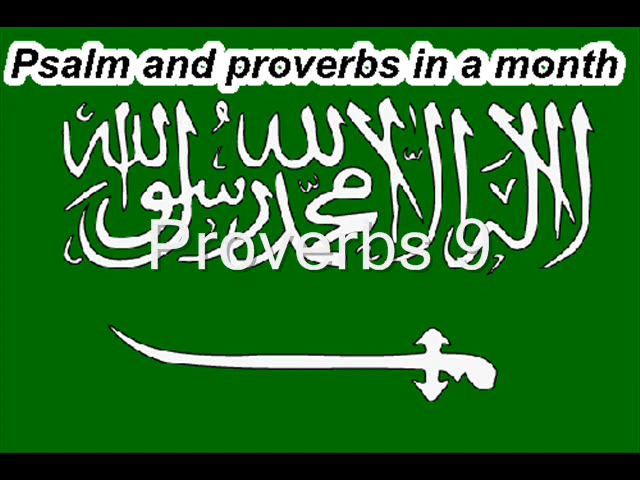 Psalm and proverbs in a month
لا إله إلا الله محمد رسول الله
Proverbs 9